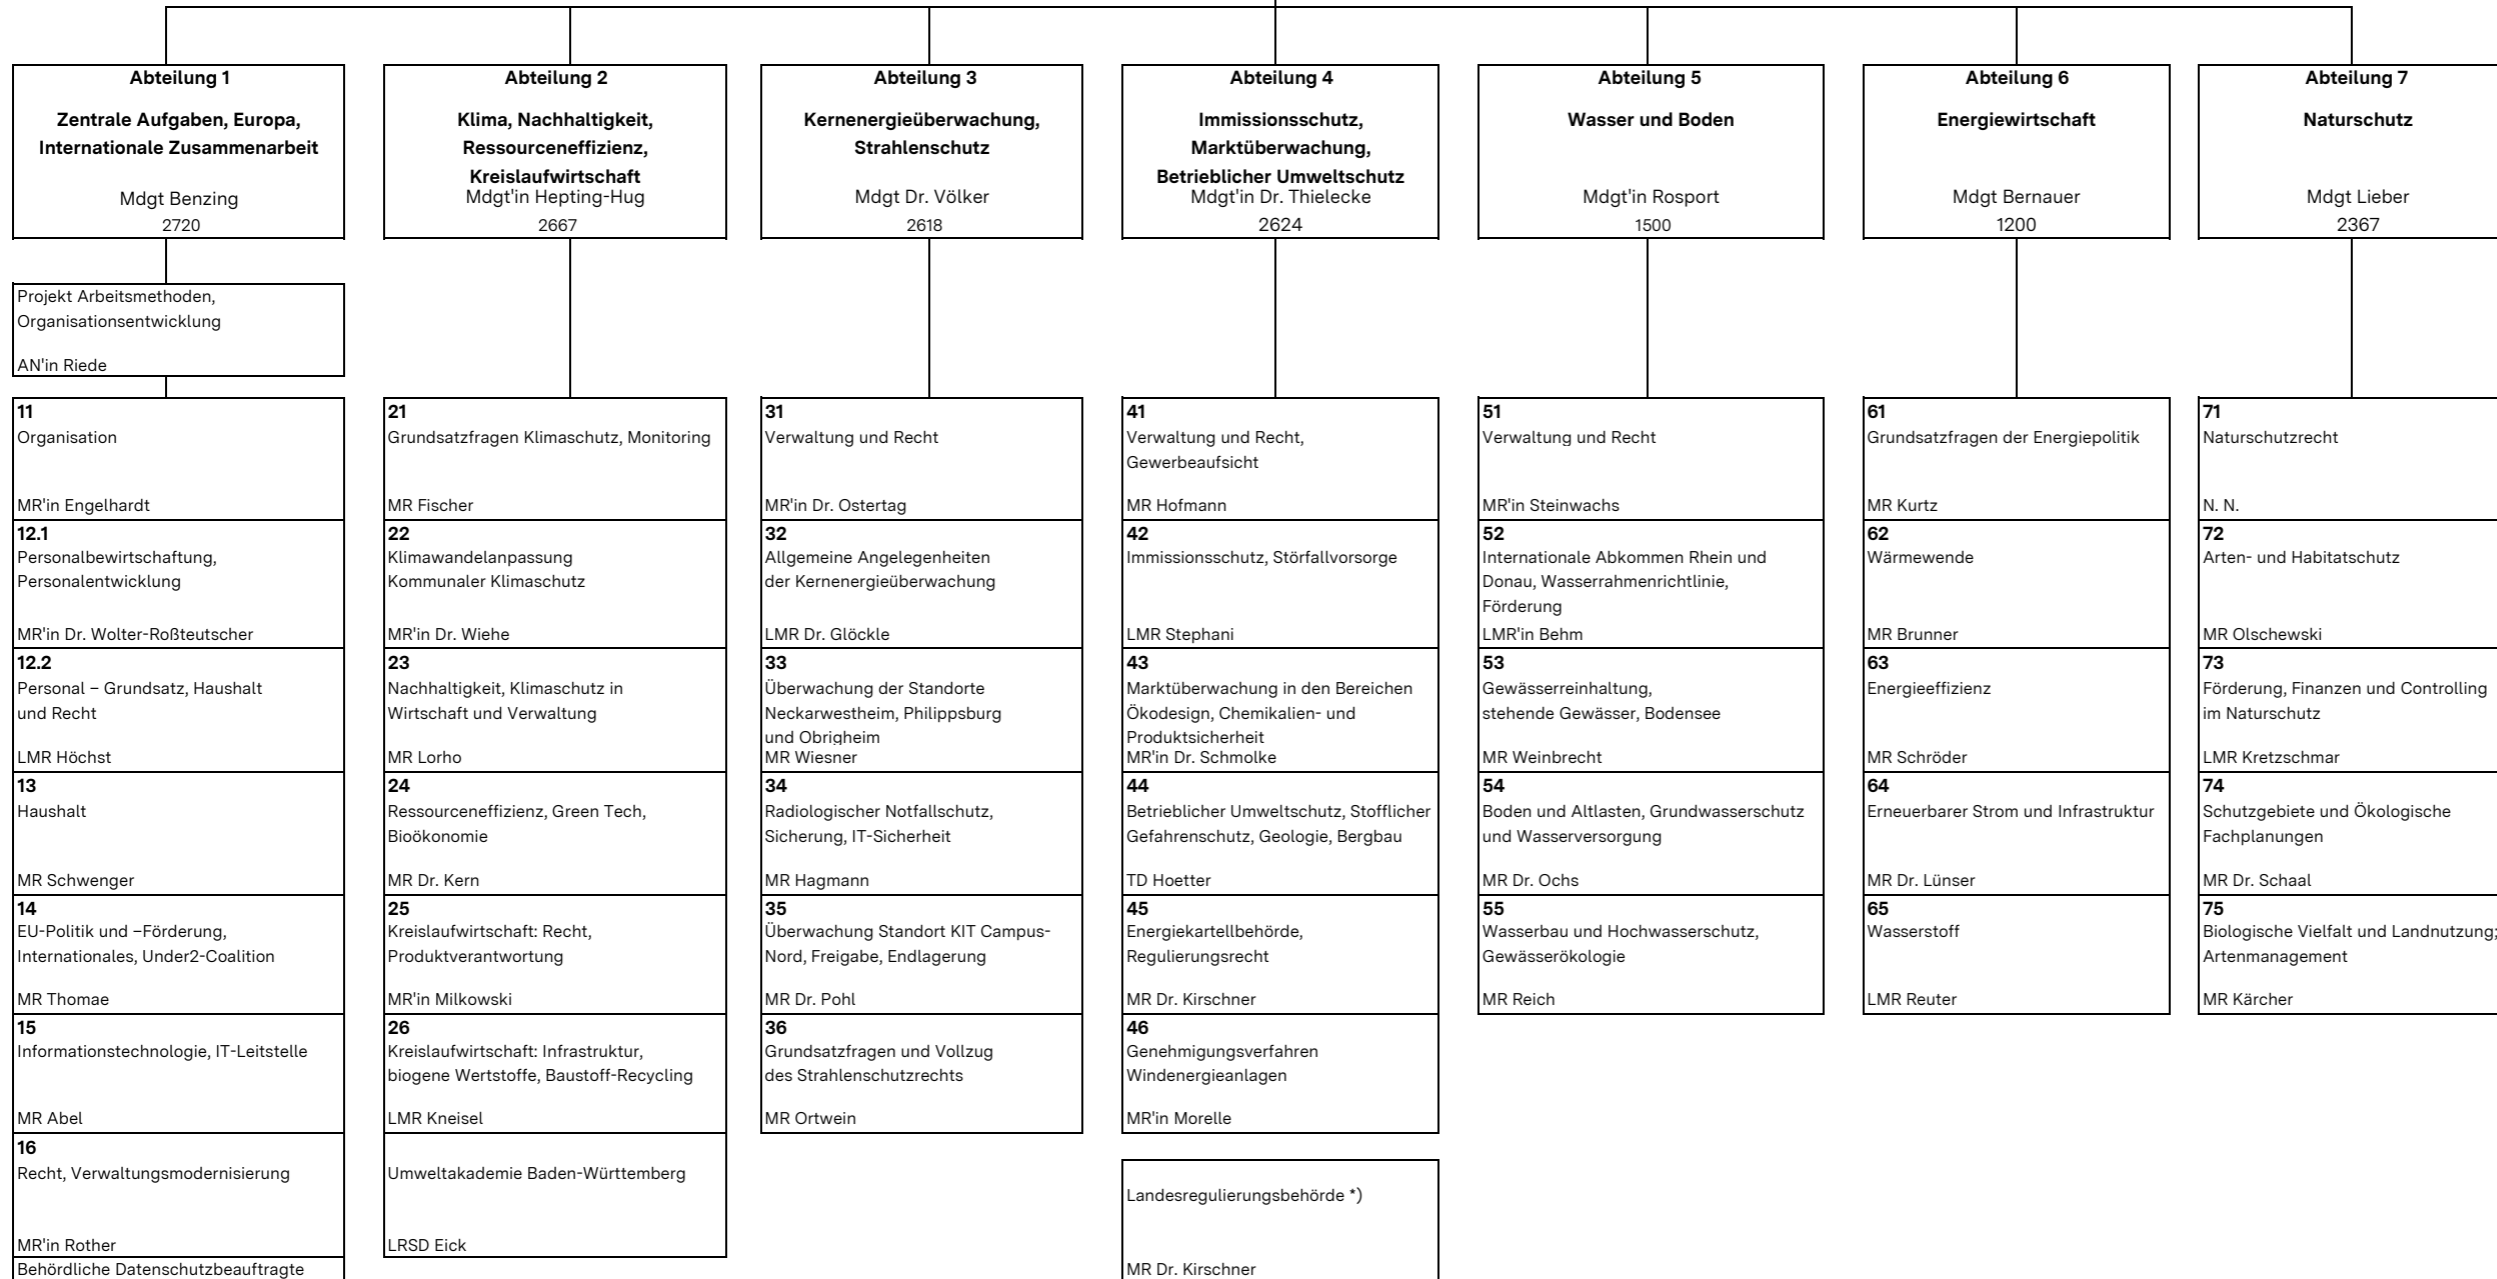 Abteilung 1
Zentrale Aufgaben, Europa,
Internationale Zusammenarbeit
Mdgt Benzing
2720
Projekt Arbeitsmethoden,
Organisationsentwicklung
AN'in Riede
11
Organisation
MR'in Engelhardt
12.1
Personalbewirtschaftung,
Personalentwicklung
MR'in Dr. Wolter-Roßteutscher
12.2
Personal – Grundsatz, Haushalt
und Recht
LMR Höchst
13
Haushalt
MR Schwenger
14
EU-Politik und –Förderung,
Internationales, Under2-Coalition
MR Thomae
15
Informationstechnologie, IT-Leitstelle
MR Abel
16
Recht, Verwaltungsmodernisierung
MR'in Rother
Behördliche Datenschutzbeauftragte
Abteilung 2
Klima, Nachhaltigkeit,
Ressourceneffizienz,
Kreislaufwirtschaft
Mdgt'in Hepting-Hug
2667
21
Grundsatzfragen Klimaschutz, Monitoring
MR Fischer
22
Klimawandelanpassung
Kommunaler Klimaschutz
MR'in Dr. Wiehe
23
Nachhaltigkeit, Klimaschutz in
Wirtschaft und Verwaltung
MR Lorho
24
Ressourceneffizienz, Green Tech,
Bioökonomie
MR Dr. Kern
25
Kreislaufwirtschaft: Recht,
Produktverantwortung
MR'in Milkowski
26
Kreislaufwirtschaft: Infrastruktur,
biogene Wertstoffe, Baustoff-Recycling
LMR Kneisel
Umweltakademie Baden-Württemberg
LRSD Eick
Abteilung 3
Kernenergieüberwachung,
Strahlenschutz
Mdgt Dr. Völker
2618
31
Verwaltung und Recht
MR'in Dr. Ostertag
32
Allgemeine Angelegenheiten
der Kernenergieüberwachung
LMR Dr. Glöckle
33
Überwachung der Standorte
Neckarwestheim, Philippsburg
und Obrigheim
MR Wiesner
34
Radiologischer Notfallschutz,
Sicherung, IT-Sicherheit
MR Hagmann
35
Überwachung Standort KIT Campus-
Nord, Freigabe, Endlagerung
MR Dr. Pohl
36
Grundsatzfragen und Vollzug
des Strahlenschutzrechts
MR Ortwein
Abteilung 4
Immissionsschutz,
Marktüberwachung,
Betrieblicher Umweltschutz
Mdgt'in Dr. Thielecke
2624
41
Verwaltung und Recht,
Gewerbeaufsicht
MR Hofmann
42
Immissionsschutz, Störfallvorsorge
LMR Stephani
43
Marktüberwachung in den Bereichen
Ökodesign, Chemikalien- und
Produktsicherheit
MR'in Dr. Schmolke
44
Betrieblicher Umweltschutz, Stofflicher
Gefahrenschutz, Geologie, Bergbau
TD Hoetter
45
Energiekartellbehörde,
Regulierungsrecht
MR Dr. Kirschner
46
Genehmigungsverfahren
Windenergieanlagen
MR'in Morelle
Landesregulierungsbehörde *)
MR Dr. Kirschner
Abteilung 5
Wasser und Boden
Mdgt'in Rosport
1500
51
Verwaltung und Recht
MR'in Steinwachs
52
Internationale Abkommen Rhein und
Donau, Wasserrahmenrichtlinie,
Förderung
LMR'in Behm
53
Gewässerreinhaltung,
stehende Gewässer, Bodensee
MR Weinbrecht
54
Boden und Altlasten, Grundwasserschutz
und Wasserversorgung
MR Dr. Ochs
55
Wasserbau und Hochwasserschutz,
Gewässerökologie
MR Reich
Abteilung 6
Energiewirtschaft
Mdgt Bernauer
1200
61
Grundsatzfragen der Energiepolitik
MR Kurtz
62
Wärmewende
MR Brunner
63
Energieeffizienz
MR Schröder
64
Erneuerbarer Strom und Infrastruktur
MR Dr. Lünser
65
Wasserstoff
LMR Reuter
Abteilung 7
Naturschutz
Mdgt Lieber
2367
71
Naturschutzrecht
N. N.
72
Arten- und Habitatschutz
MR Olschewski
73
Förderung, Finanzen und Controlling
im Naturschutz
LMR Kretzschmar
74
Schutzgebiete und Ökologische
Fachplanungen
MR Dr. Schaal
75
Biologische Vielfalt und Landnutzung;
Artenmanagement
MR Kärcher